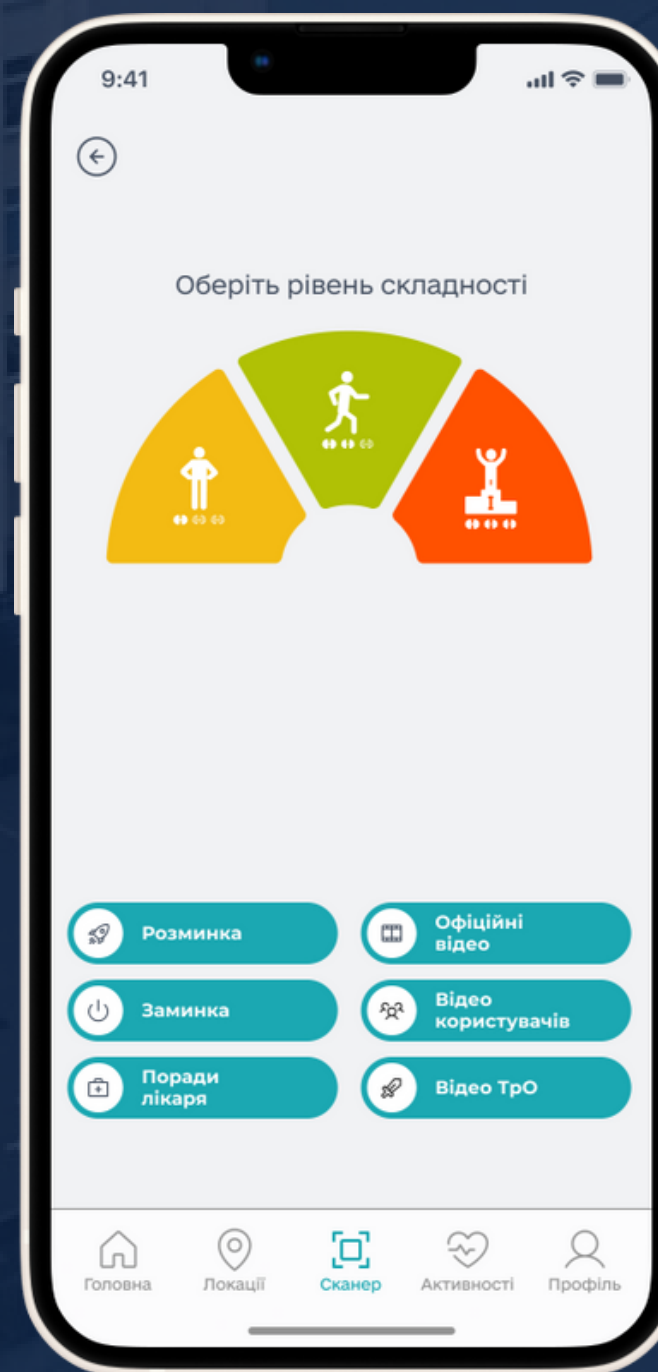 9:41
Оберіть рівень складності
Розминка
Офіційні
відео
Заминка
Відео
користувачів
Поради
лікаря
Відео ТрО
Головна
Локації
Сканер
Активності
Профіль